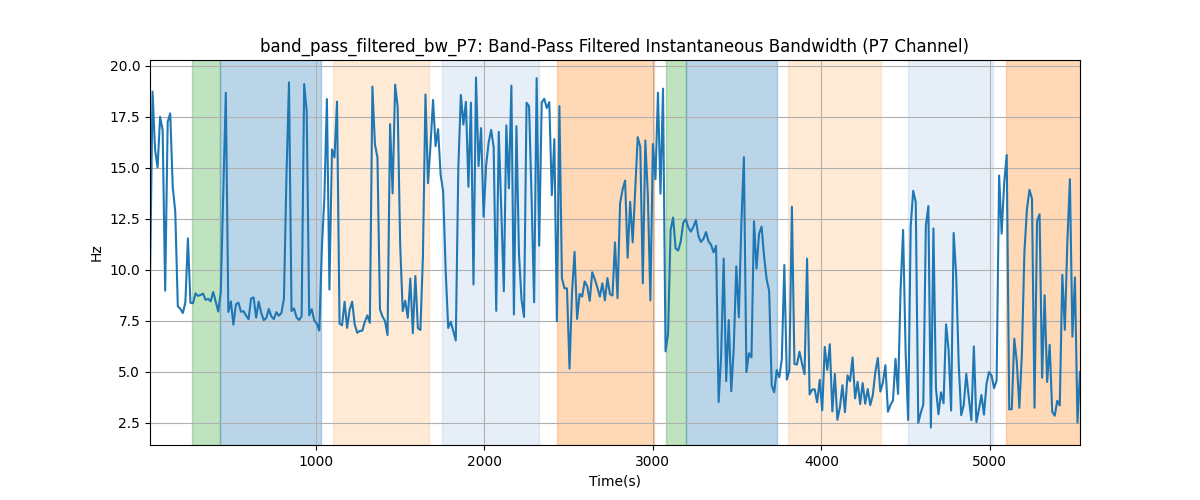 band_pass_filtered_bw_P7: Band-Pass Filtered Instantaneous Bandwidth (P7 Channel)
20.0
17.5
15.0
12.5
10.0
7.5
5.0
2.5
Hz
1000 2000 3000 4000 5000
Time(s)